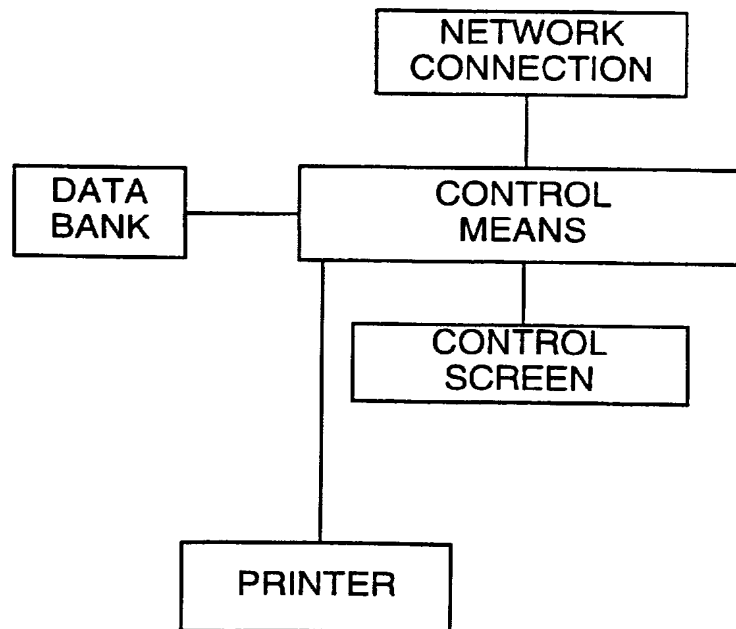 NETWORK
CONNECTION
DATA
BANK
CONTROL
MEANS
CONTROL
SCREEN
PRINTER